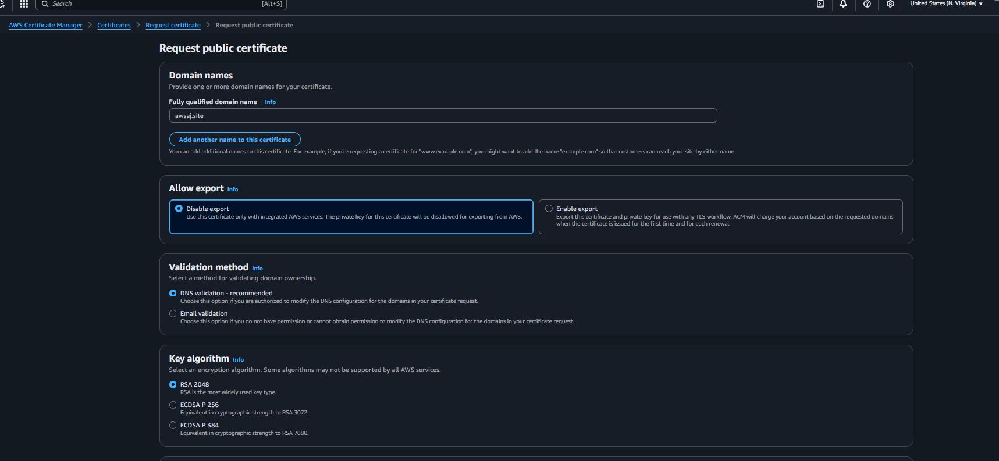 Search [Alt+S] United States (N. Virginia)
AWS Certificate Manager Certificates Request certificate Request public certificate
Request public certificate
Domain names
Provide one or more domain names for your certificate.
Fully qualified domain name Info
awsaj.site
Add another name to this certificate
You can add additional names to this certificate. For example, if you're requesting a certificate for "www.example.com", you might want to add the name "example.com" so that customers can reach your site by either name.
Allow export Info
Disable export
Use this certificate only with integrated AWS services. The private key for this certificate will be disallowed for exporting from AWS.
Enable export
Export this certificate and private key for use with any TLS workflow. ACM will charge your account based on the requested domains
when the certificate is issued for the first time and for each renewal.
Validation method Info
Select a method for validating domain ownership.
DNS validation - recommended
Choose this option if you are authorized to modify the DNS configuration for the domains in your certificate request.
Email validation
Choose this option if you do not have permission or cannot obtain permission to modify the DNS configuration for the domains in your certificate request.
Key algorithm Info
Select an encryption algorithm. Some algorithms may not be supported by all AWS services.
RSA 2048
RSA is the most widely used key type.
ECDSA P 256
Equivalent in cryptographic strength to RSA 3072.
ECDSA P 384
Equivalent in cryptographic strength to RSA 7680.